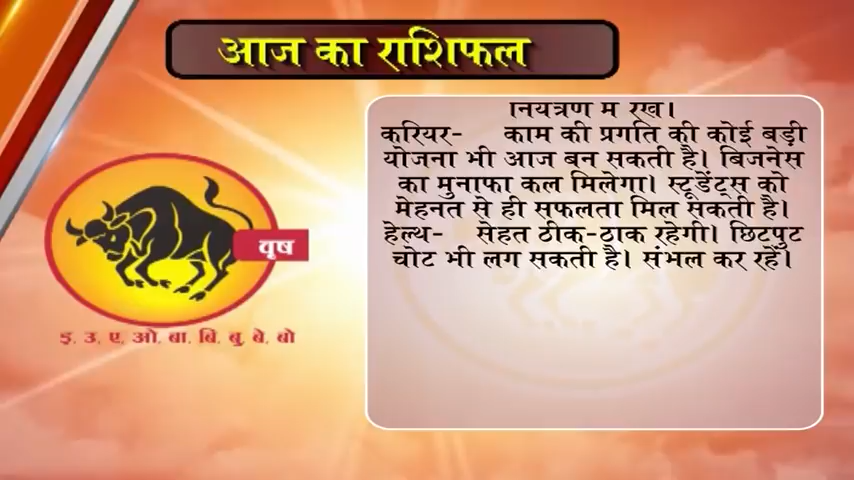 आज का राशिफल
नियंत्रण में रखें।
करियर- काम की प्रगति की कोई बड़ी
योजना भी आज बन सकती है। बिजनेस
का मुनाफा कल मिलेगा। स्टूडेंट्स को
मेहनत से ही सफलता मिल सकती है।
हेल्थ- सेहत ठीक-ठाक रहेगी। छिटपुट
चोट भी लग सकती है। संभल कर रहें।
वृष
इ, उ, ए, ओ, बा, बि, बु, बे, बो